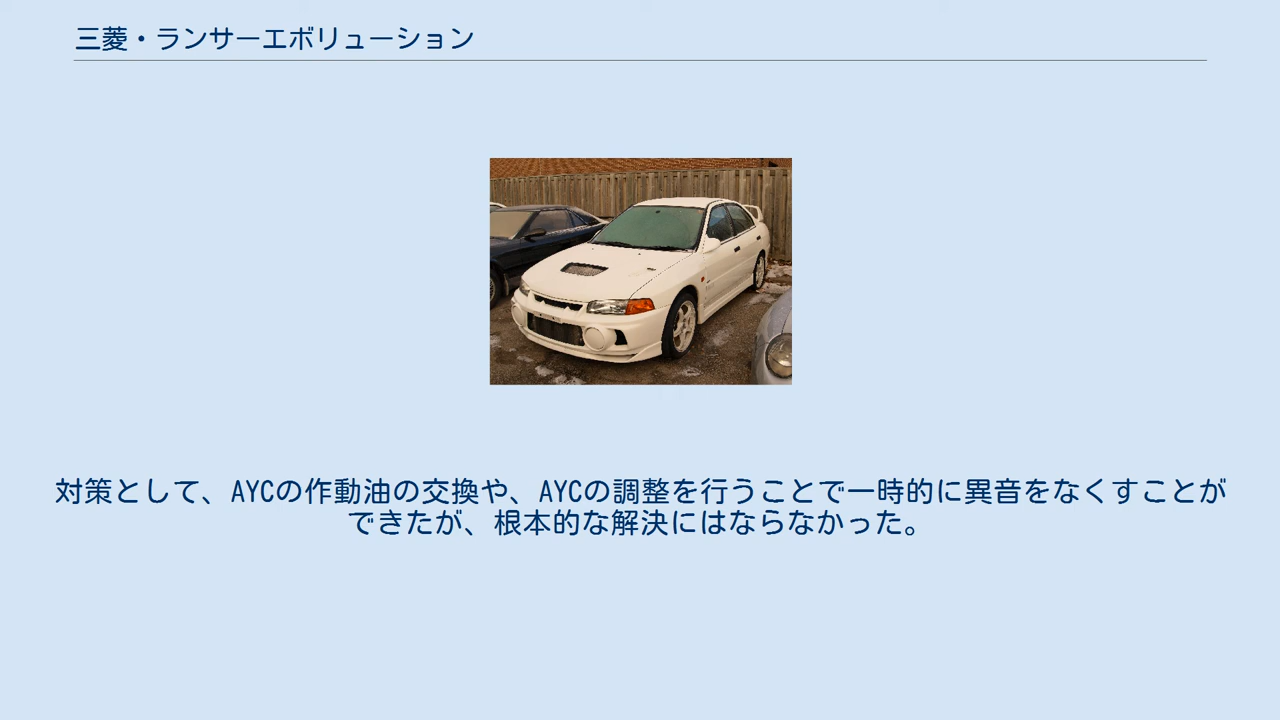 三菱・ランサーエボリューション
対策として、AYCの作動油の交換や、AYCの調整を行うことで一時的に異音をなくすことが
できたが、根本的な解決にはならなかった。